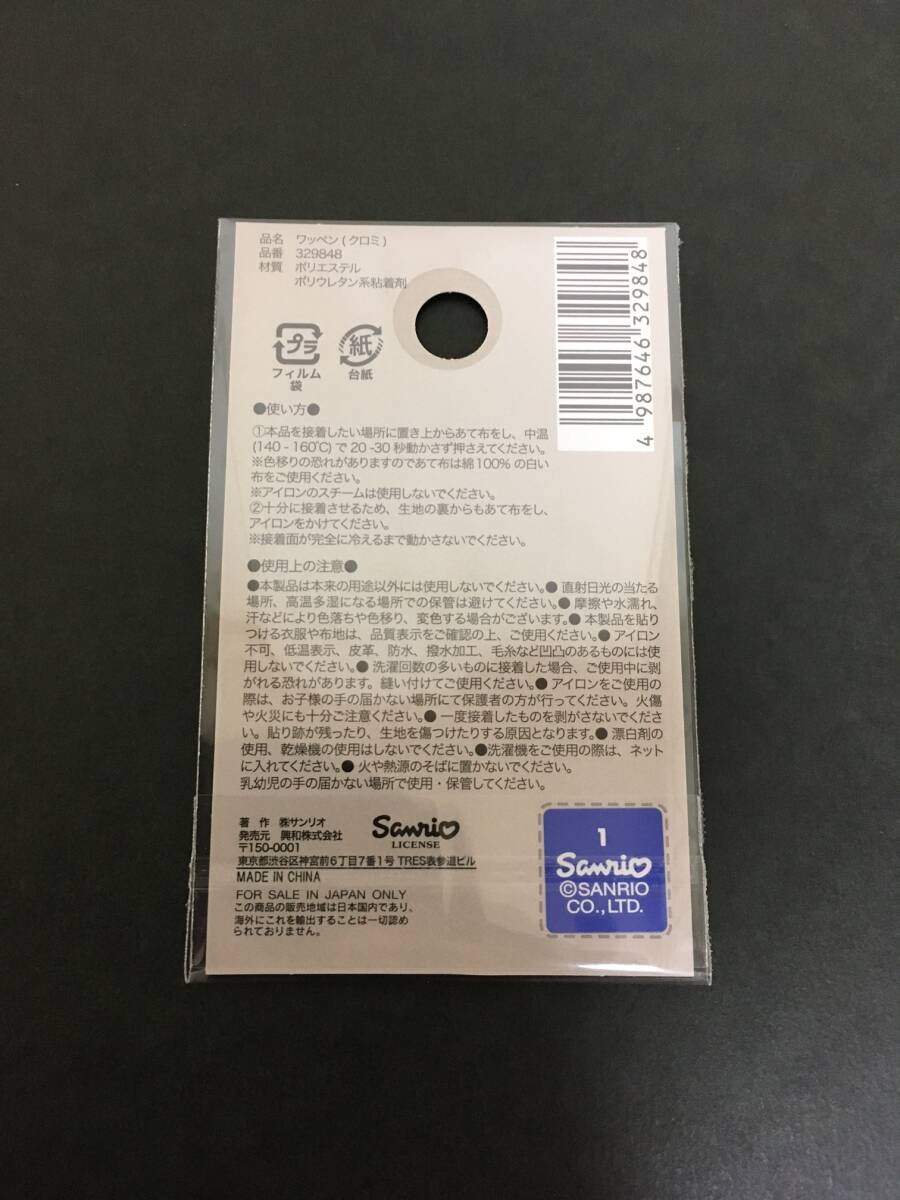 品名 ワッペン(クロミ)
品番 329848
材質 ポリエステル
ポリウレタン系粘着剤
4 987646 329848
プラ
フィルム
袋
紙
台紙
●使い方●
①本品を接着したい場所に置き上からあて布をし、中温
(140-160℃)で20-30秒動かさず押さえてください。
※色移りの恐れがありますのであて布は綿100%の白い
布をご使用ください。
※アイロンのスチームは使用しないでください。
②十分に接着させるため、生地の裏からもあて布をし、
アイロンをかけてください。
※接着面が完全に冷えるまで動かさないでください。
●使用上の注意●
●本製品は本来の用途以外には使用しないでください。● 直射日光の当たる
場所、高温多湿になる場所での保管は避けてください。● 摩擦や水濡れ、
汗などにより色落ちや色移り、変色する場合がございます。● 本製品を貼り
つける衣服や布地は、品質表示をご確認の上、ご使用ください。● アイロン
不可、低温表示、皮革、防水、撥水加工、毛糸など凹凸のあるものには使
用しないでください。● 洗濯回数の多いものに接着した場合、ご使用中に剥
がれる恐れがあります。縫い付けてご使用ください。● アイロンをご使用の
際は、お子様の手の届かない場所にて保護者の方が行ってください。火傷
や火災にも十分ご注意ください。● 一度接着したものを剥がさないでくださ
い。貼り跡が残ったり、生地を傷つけたりする原因となります。● 漂白剤の
使用、乾燥機の使用はしないでください。●洗濯機をご使用の際は、ネット
に入れてください。● 火や熱源のそばに置かないでください。
乳幼児の手の届かない場所で使用・保管してください。
著 作 ㈱サンリオ
発売元 興和株式会社
〒150-0001
東京都渋谷区神宮前6丁目7番1号 TRES表参道ビル
MADE IN CHINA
FOR SALE IN JAPAN ONLY
この商品の販売地域は日本国内であり、
海外にこれを輸出することは一切認め
られておりません。
Sanrio
LICENSE
1
Sanrio
©SANRIO
CO.,LTD.